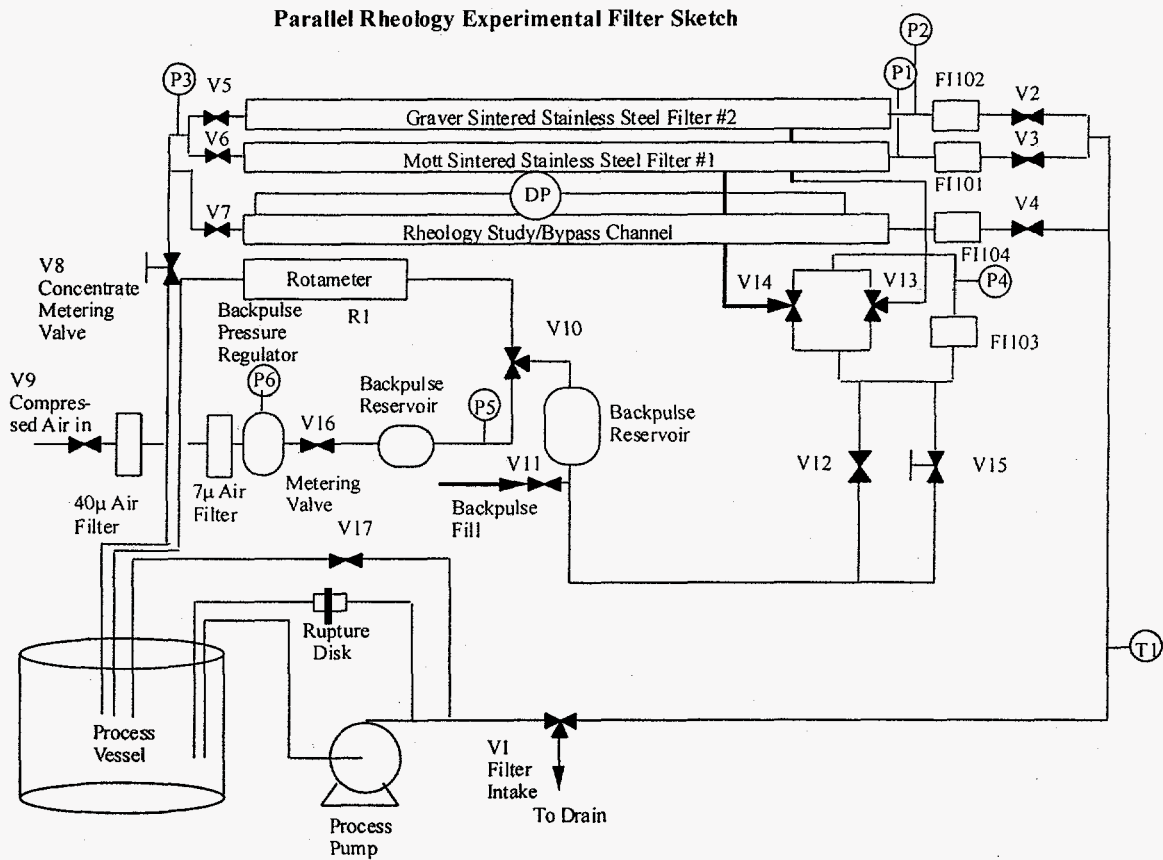 Parallel Rheology Experimental Filter Sketch
P2
P3
V5
P1
FI102
V2
Graver Sintered Stainless Steel Filter #2
V6
V3
Mott Sintered Stainless Steel Filter #1
FI101
DP
V7
V4
Rheology Study/Bypass Channel
FI104
V8
Concentrate
Metering
Valve
Rotameter
R1
V14
V13
P4
FI103
Backpulse
Pressure
Regulator
V10
V9
Compres-
sed Air in
P6
Backpulse
Reservoir
P5
Backpulse
Reservoir
V16
V11
V12
V15
40µ Air
Filter
7µ Air
Filter
Metering
Valve
Backpulse
Fill
V17
Rupture
Disk
T1
Process
Vessel
V1
Filter
Intake
To Drain
Process
Pump